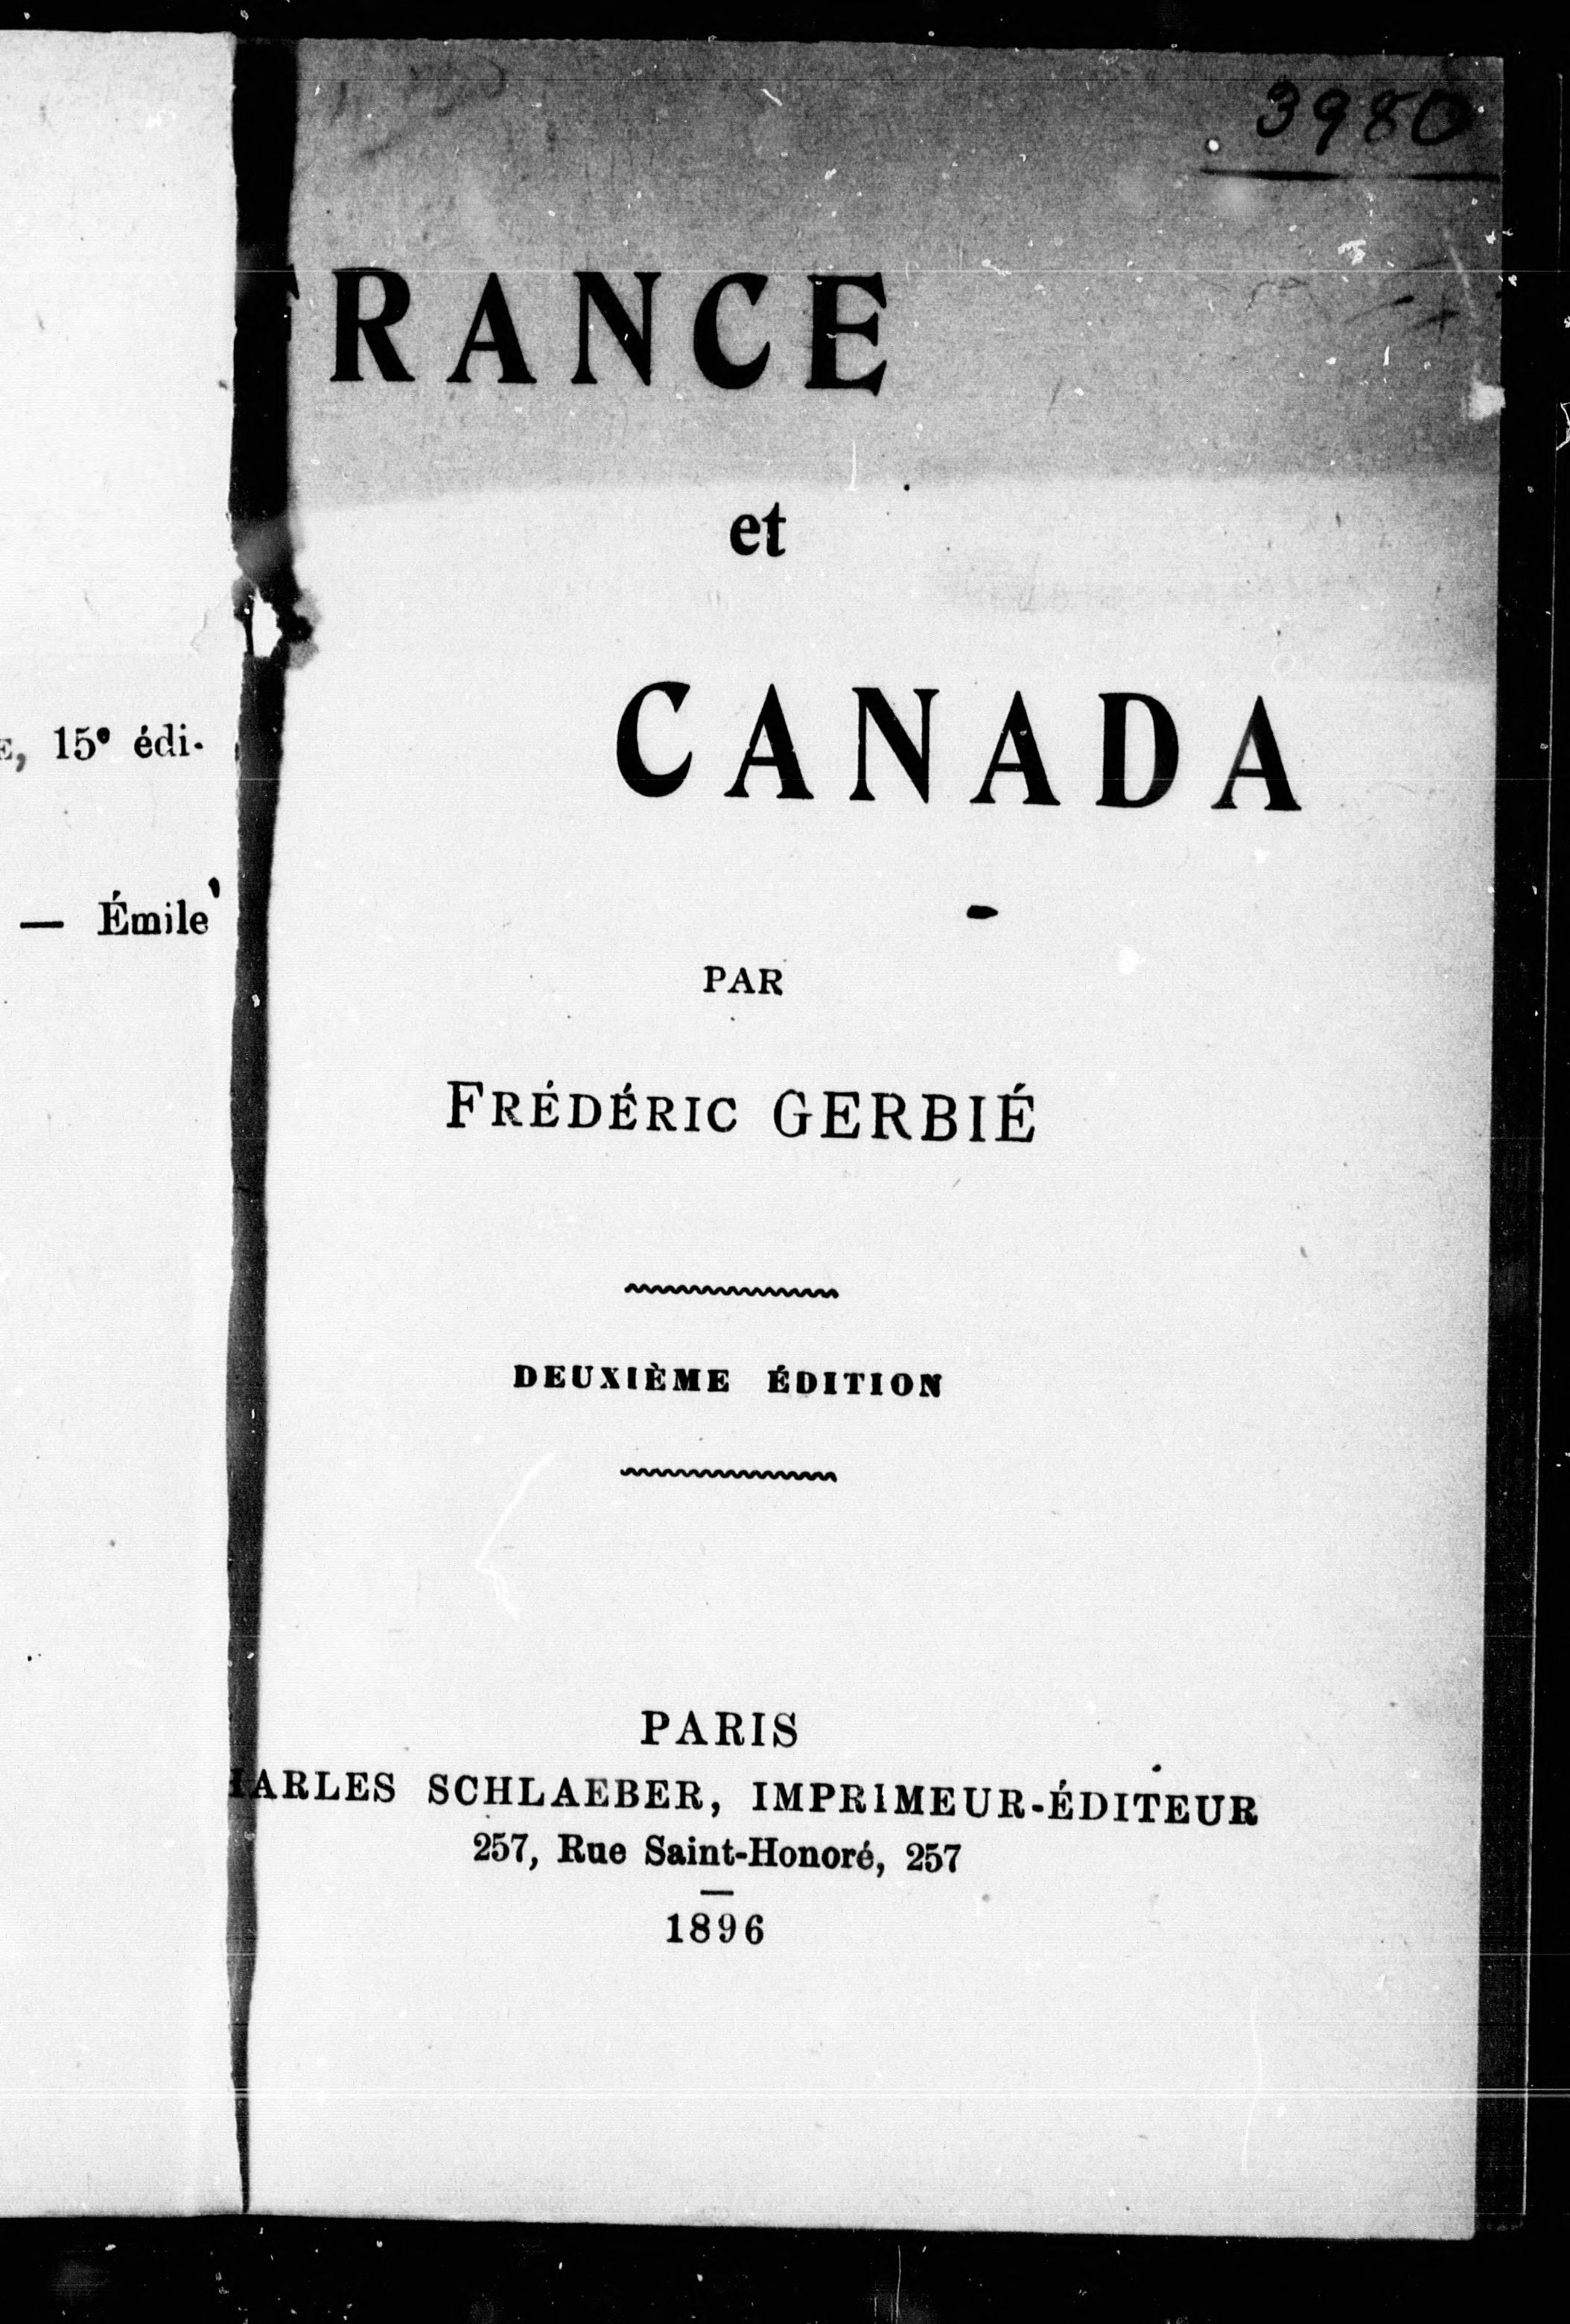 3980
FRANCE
et
CANADA
PAR
FRÉDÉRIC GERBIÉ
DEUXIÈME ÉDITION
PARIS
HARLES SCHLAEBER, IMPRIMEUR-ÉDITEUR
257, Rue Saint-Honoré, 257
1896
E, 15e édi-
— Émile